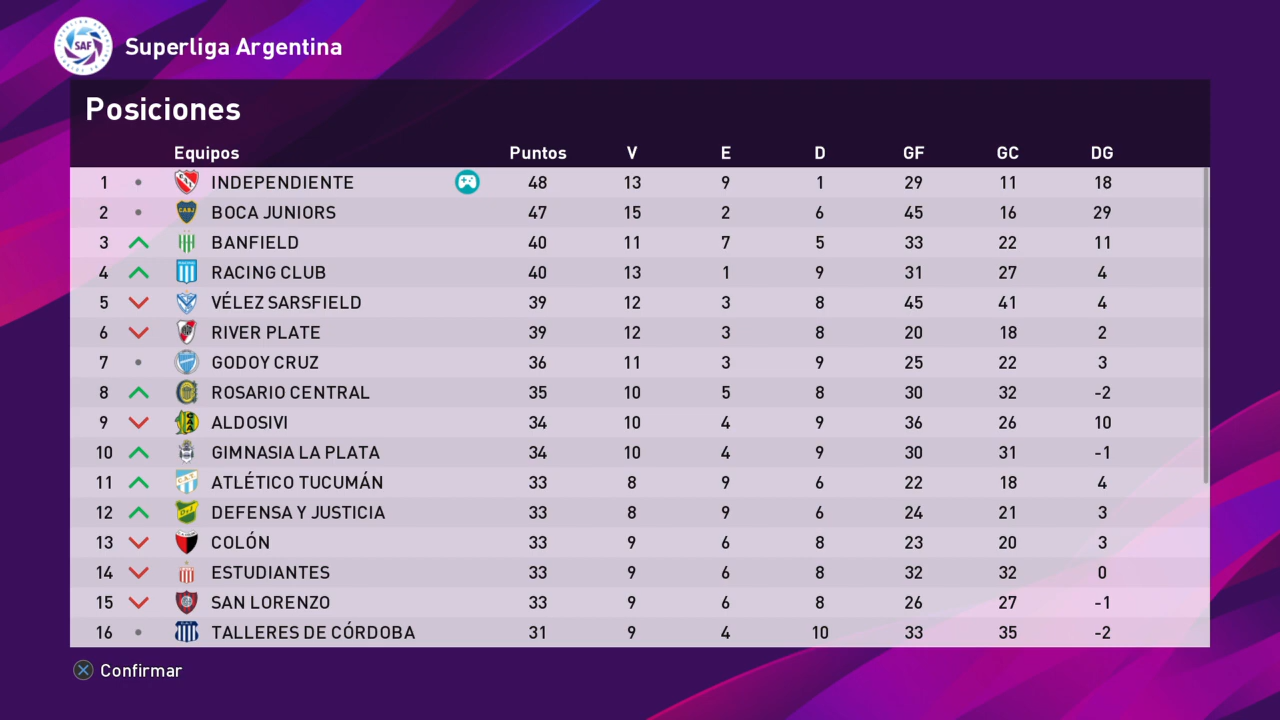 SAF Superliga Argentina
Posiciones
Equipos Puntos V E D GF GC DG
1 INDEPENDIENTE 48 13 9 1 29 11 18
2 BOCA JUNIORS 47 15 2 6 45 16 29
3 BANFIELD 40 11 7 5 33 22 11
4 RACING CLUB 40 13 1 9 31 27 4
5 VÉLEZ SARSFIELD 39 12 3 8 45 41 4
6 RIVER PLATE 39 12 3 8 20 18 2
7 GODOY CRUZ 36 11 3 9 25 22 3
8 ROSARIO CENTRAL 35 10 5 8 30 32 -2
9 ALDOSIVI 34 10 4 9 36 26 10
10 GIMNASIA LA PLATA 34 10 4 9 30 31 -1
11 ATLÉTICO TUCUMÁN 33 8 9 6 22 18 4
12 DEFENSA Y JUSTICIA 33 8 9 6 24 21 3
13 COLÓN 33 9 6 8 23 20 3
14 ESTUDIANTES 33 9 6 8 32 32 0
15 SAN LORENZO 33 9 6 8 26 27 -1
16 TALLERES DE CÓRDOBA 31 9 4 10 33 35 -2
Confirmar